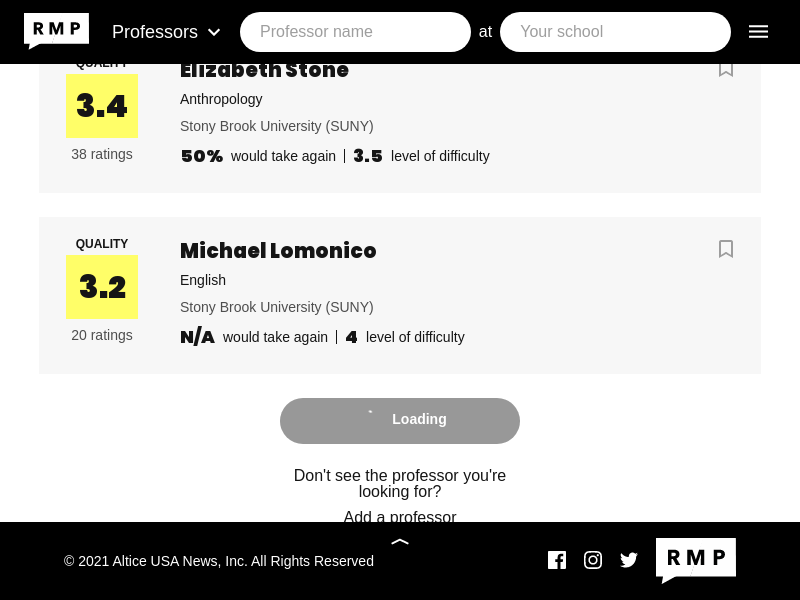 RMP
Professors
Professor name
at
Your school
QUALITY
3.4
38 ratings
Elizabeth Stone
Anthropology
Stony Brook University (SUNY)
50% would take again | 3.5 level of difficulty
QUALITY
3.2
20 ratings
Michael Lomonico
English
Stony Brook University (SUNY)
N/A would take again | 4 level of difficulty
Loading
Don't see the professor you're
looking for?
Add a professor
© 2021 Altice USA News, Inc. All Rights Reserved
RMP